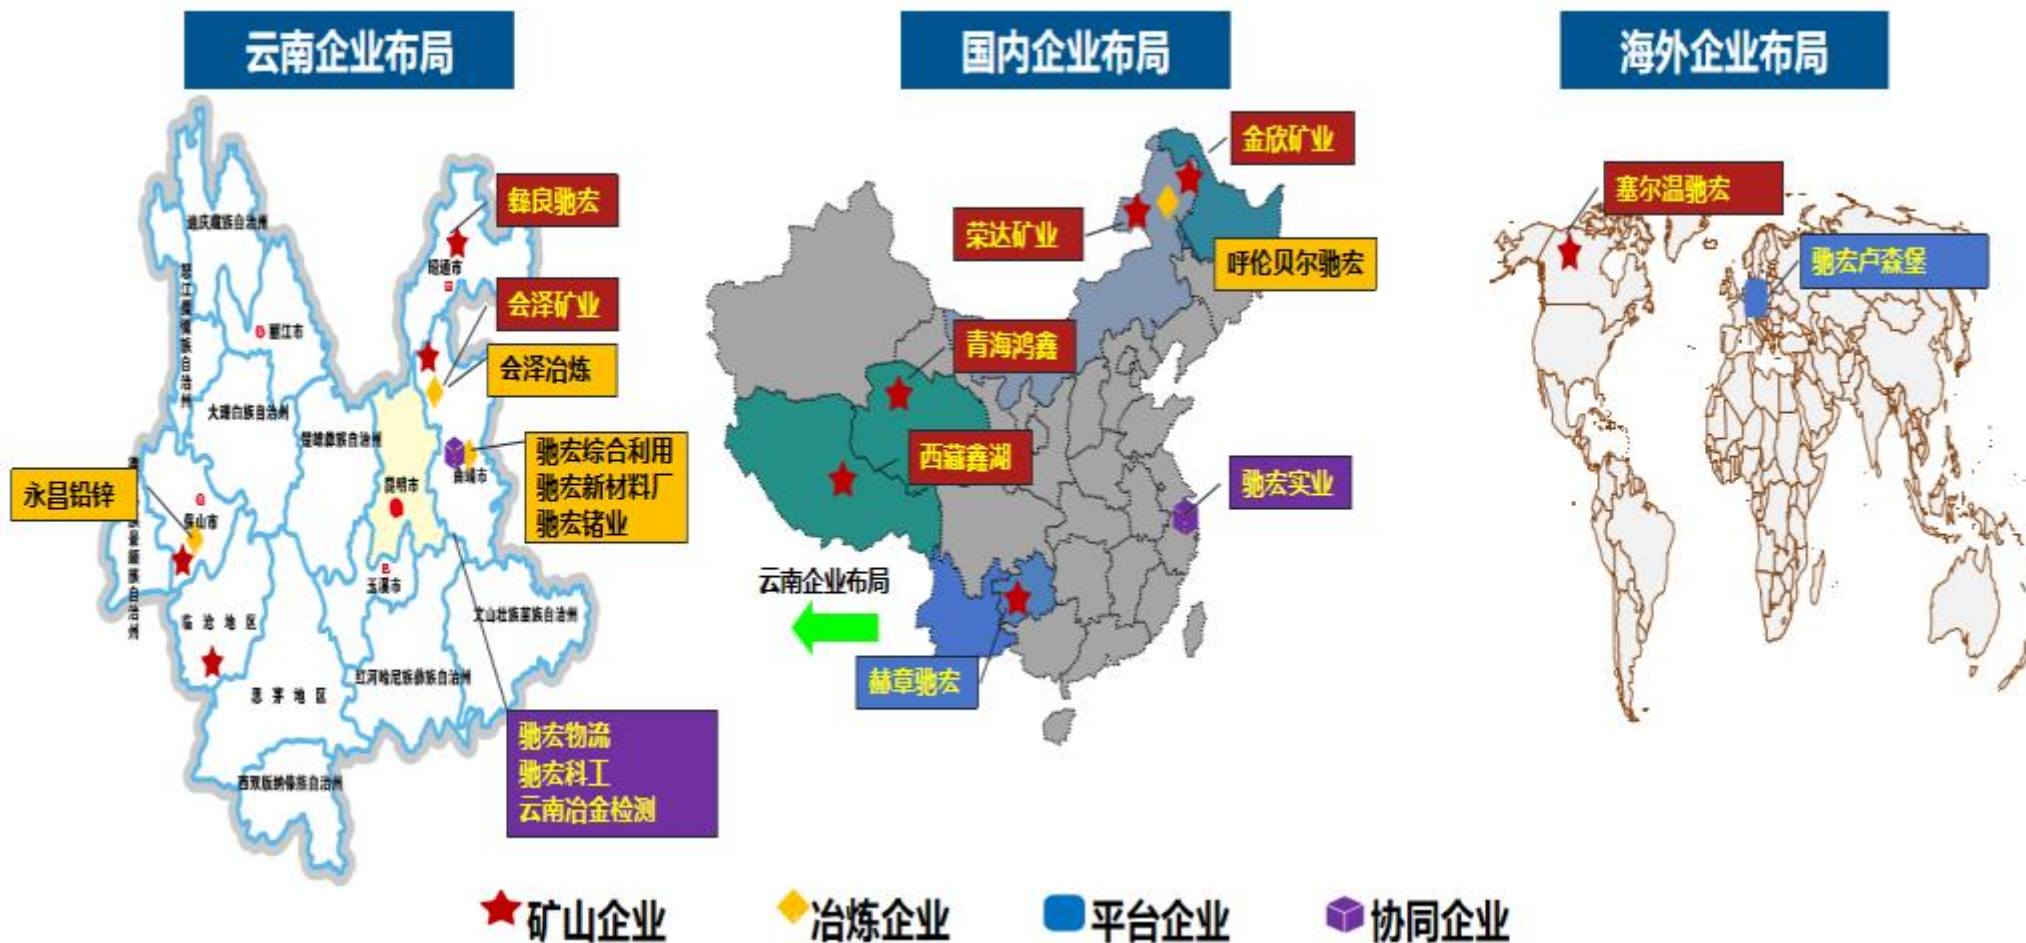 云南企业布局
国内企业布局
海外企业布局
彝良驰宏
会泽矿业
会泽冶炼
驰宏综合利用
驰宏新材料厂
驰宏锗业
永昌铅锌
驰宏物流
驰宏科工
云南冶金检测
迪庆藏族自治州
怒江傈僳族自治州
昭通市
丽江市
大理白族自治州
楚雄彝族自治州
昆明市
曲靖市
保山市
玉溪市
临沧地区
文山壮族苗族自治州
红河哈尼族彝族自治州
思茅地区
西双版纳傣族自治州
金欣矿业
荣达矿业
呼伦贝尔驰宏
青海鸿鑫
西藏鑫湖
驰宏实业
云南企业布局
赫章驰宏
塞尔温驰宏
驰宏卢森堡
矿山企业
冶炼企业
平台企业
协同企业